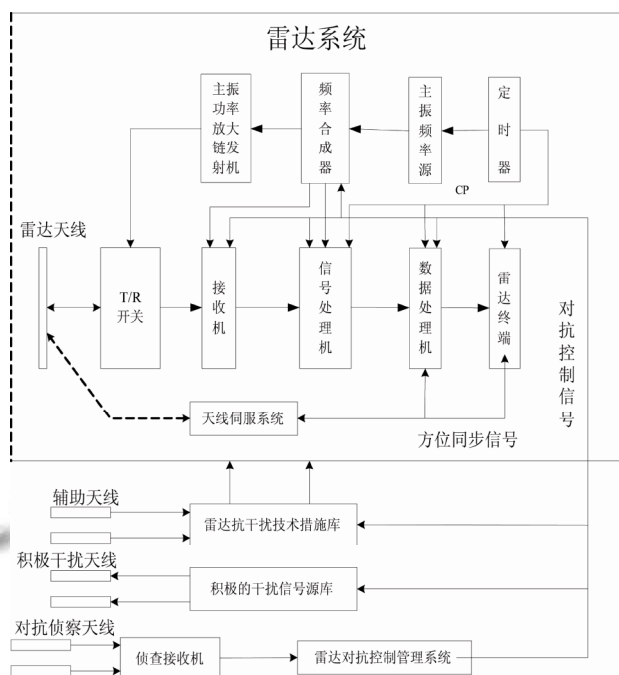 雷达系统
主振
功率
放大
链发
射机
频
率
合
成
器
主
振
频
率
源
定
时
器
CP
雷达天线
T/R
开关
接
收
机
信
号
处
理
机
数
据
处
理
机
雷
达
终
端
对
抗
控
制
信
号
天线伺服系统
方位同步信号
辅助天线
雷达抗干扰技术措施库
积极干扰天线
积极的干扰信号源库
对抗侦察天线
侦查接收机
雷达对抗控制管理系统